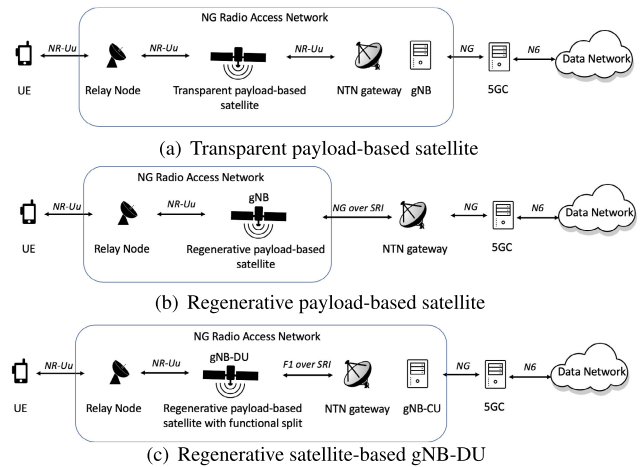 NG Radio Access Network
NR-Uu NR-Uu NR-Uu NG N6
Data Network
UE Relay Node Transparent payload-based satellite NTN gateway gNB 5GC
(a) Transparent payload-based satellite
NG Radio Access Network
gNB
NR-Uu NR-Uu NG over SRI NG N6
Data Network
UE Relay Node Regenerative payload-based satellite NTN gateway 5GC
(b) Regenerative payload-based satellite
NG Radio Access Network
gNB-DU
NR-Uu NR-Uu F1 over SRI NG N6
Data Network
UE Relay Node Regenerative payload-based satellite with functional split NTN gateway gNB-CU 5GC
(c) Regenerative satellite-based gNB-DU